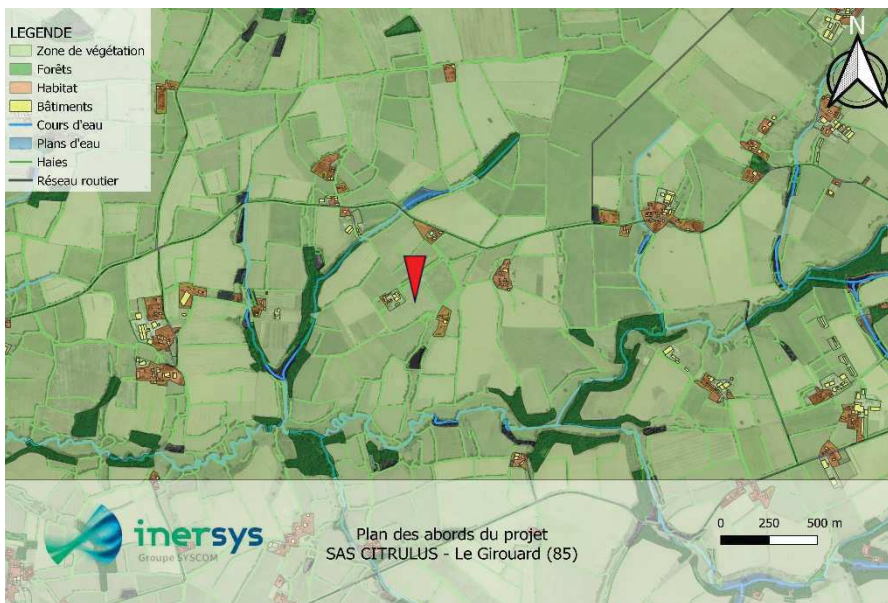 LEGENDE
Zone de végétation
Forêts
Habitat
Bâtiments
Cours d'eau
Plans d'eau
Haies
Réseau routier
N
inersys
Groupe SYSCOM
Plan des abords du projet
SAS CITRULUS - Le Girouard (85)
0 250 500 m